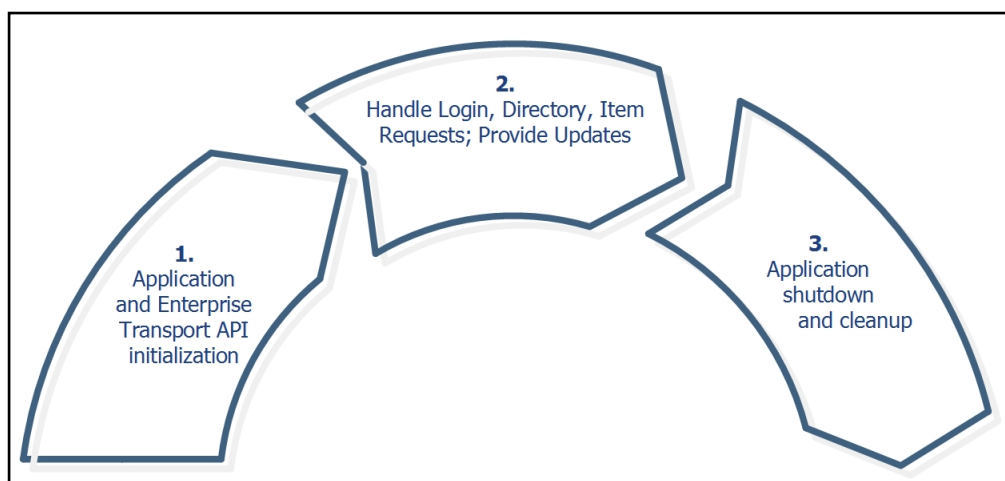 1.
Application
and Enterprise
Transport API
initialization
2.
Handle Login, Directory, Item
Requests; Provide Updates
3.
Application
shutdown
and cleanup